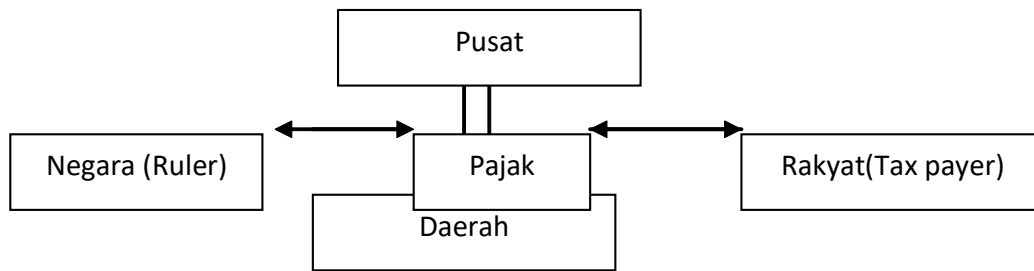 Pusat
Negara (Ruler)
Pajak
Rakyat(Tax payer)
Daerah